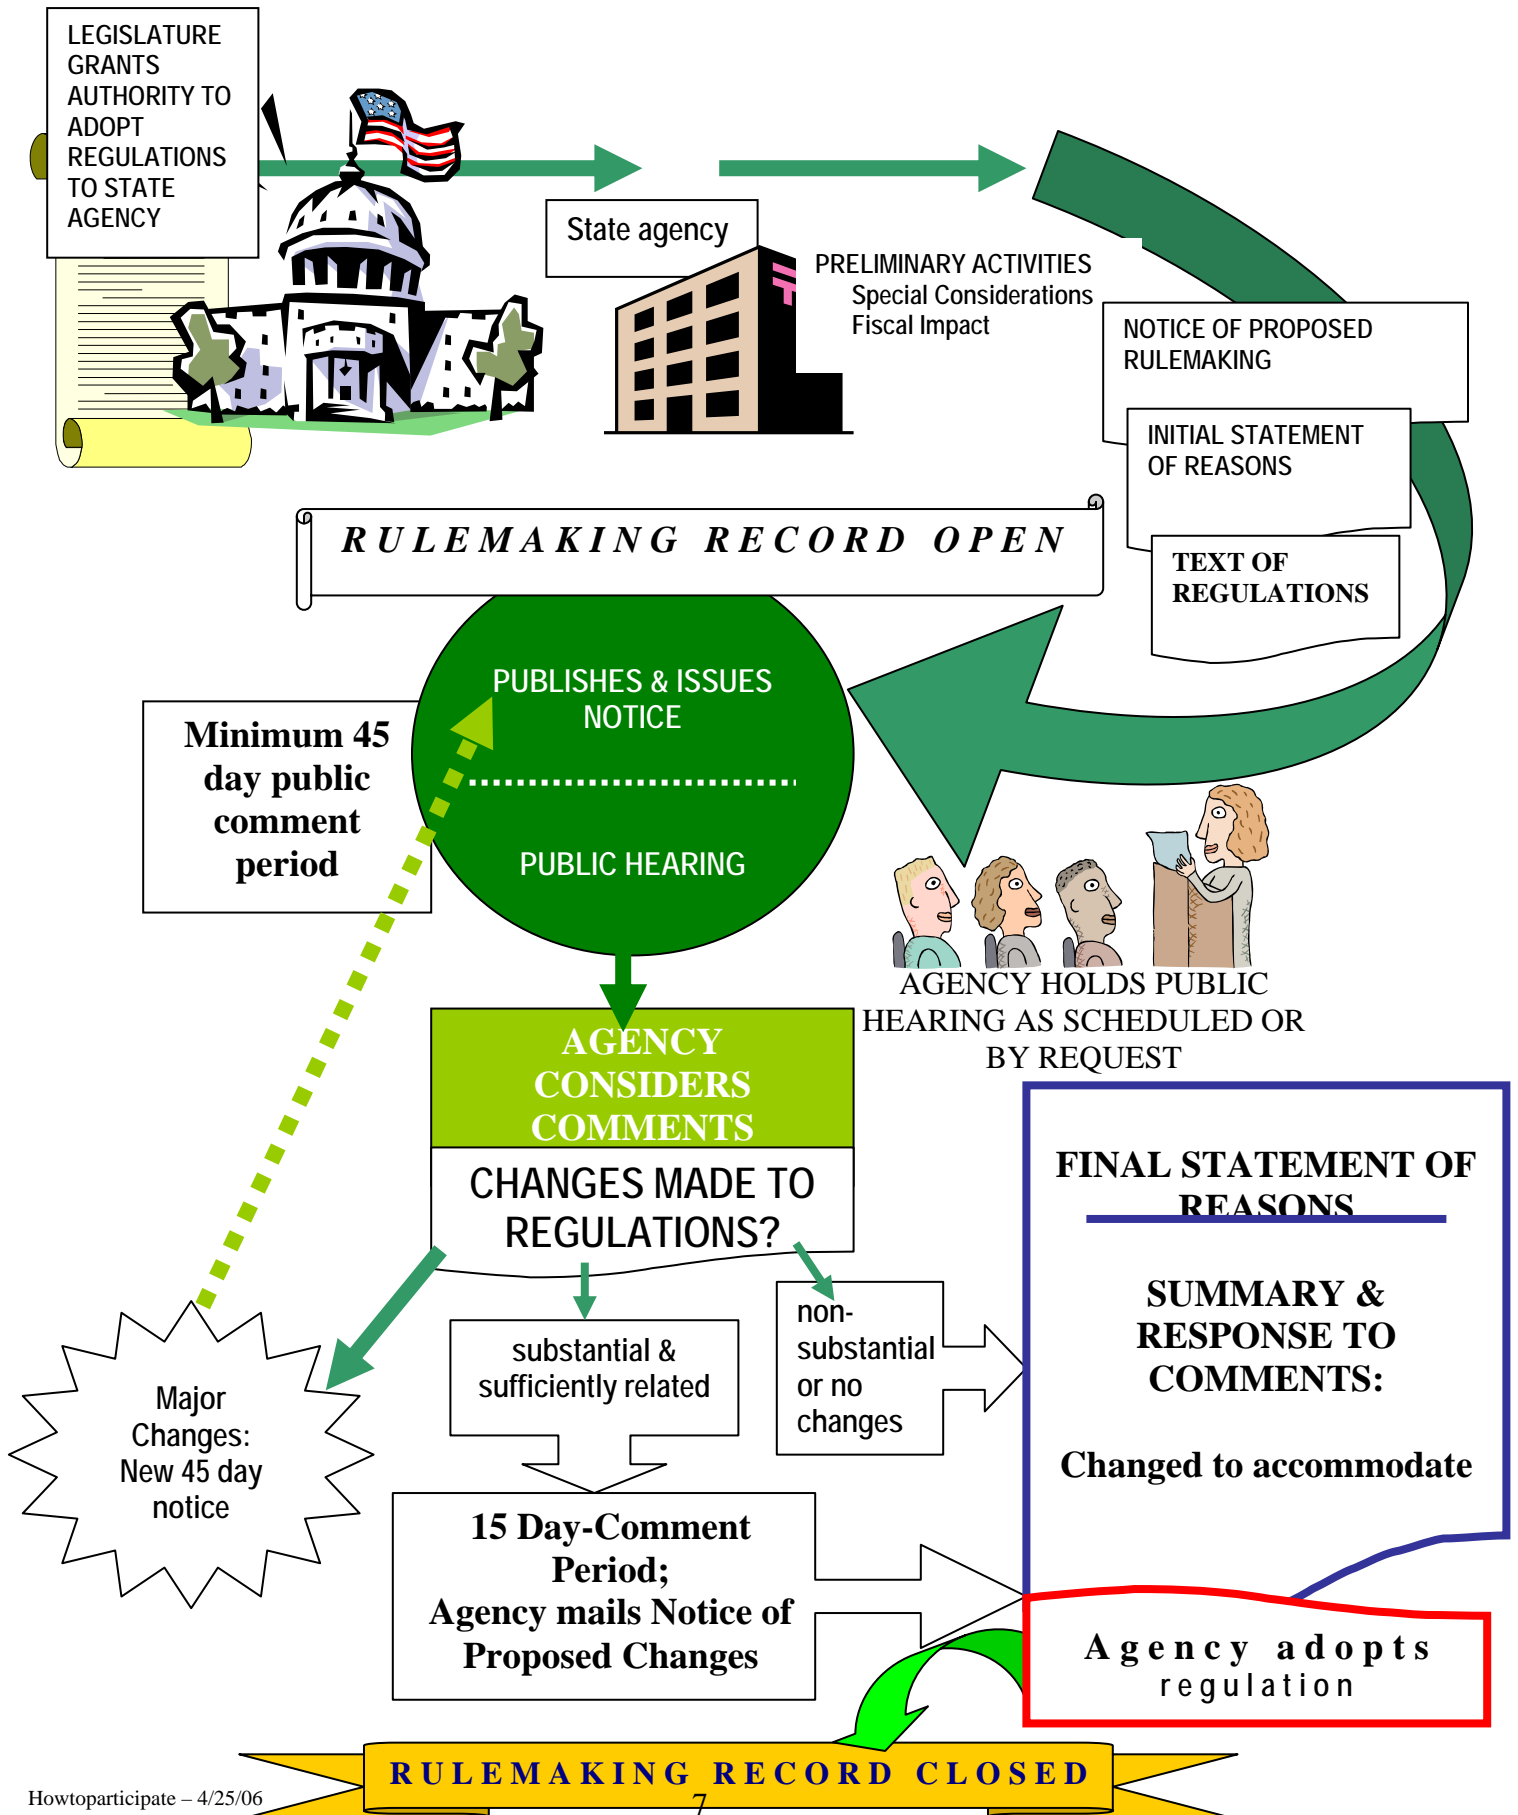 LEGISLATURE
GRANTS
AUTHORITY TO
ADOPT
REGULATIONS
TO STATE
AGENCY
State agency
PRELIMINARY ACTIVITIES
Special Considerations
Fiscal Impact
NOTICE OF PROPOSED
RULEMAKING
INITIAL STATEMENT
OF REASONS
TEXT OF
REGULATIONS
RULEMAKING RECORD OPEN
PUBLISHES & ISSUES
NOTICE
PUBLIC HEARING
Minimum 45
day public
comment
period
AGENCY HOLDS PUBLIC
HEARING AS SCHEDULED OR
BY REQUEST
AGENCY
CONSIDERS
COMMENTS
CHANGES MADE TO
REGULATIONS?
Major
Changes:
New 45 day
notice
substantial &
sufficiently related
non-
substantial
or no
changes
15 Day-Comment
Period;
Agency mails Notice of
Proposed Changes
FINAL STATEMENT OF
REASONS
SUMMARY &
RESPONSE TO
COMMENTS:
Changed to accommodate
Agency adopts
regulation
RULEMAKING RECORD CLOSED
Howtoparticipate – 4/25/06
7